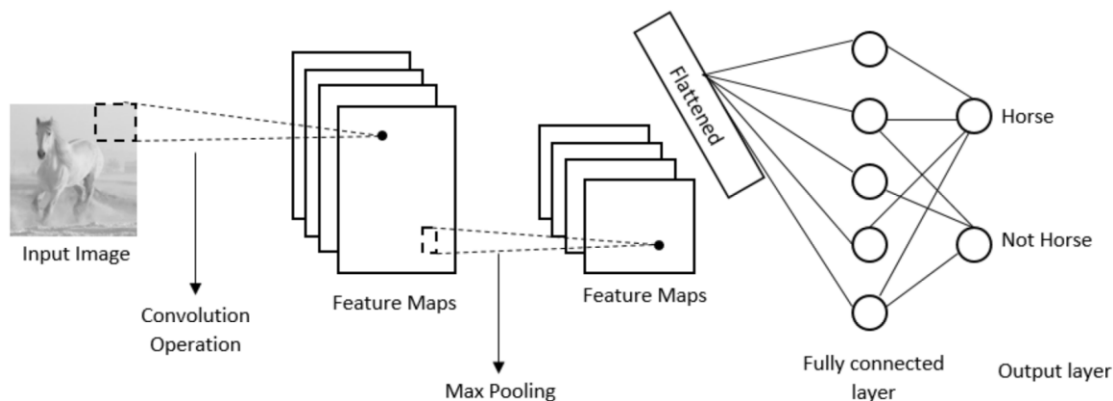 Input Image
Convolution
Operation
Feature Maps
Max Pooling
Feature Maps
Flattened
Horse
Not Horse
Fully connected
layer
Output layer